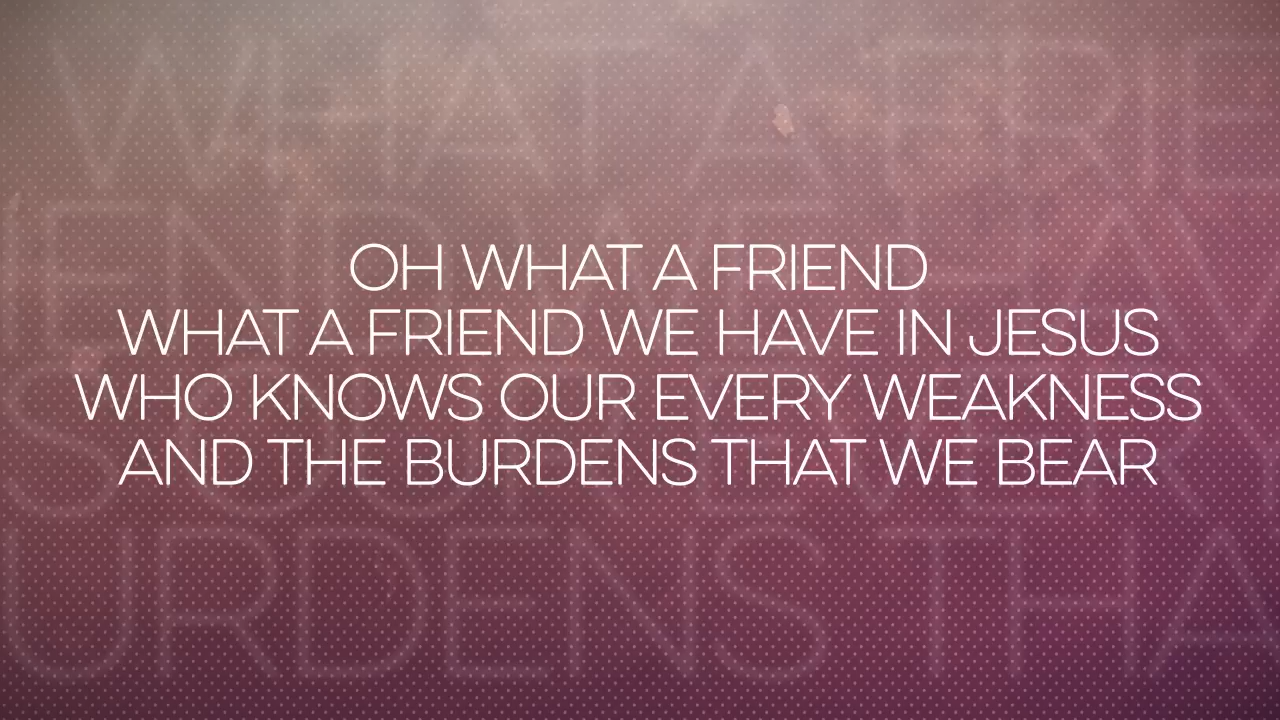 OH WHAT A FRIEND
WHAT A FRIEND WE HAVE IN JESUS
WHO KNOWS OUR EVERY WEAKNESS
AND THE BURDENS THAT WE BEAR